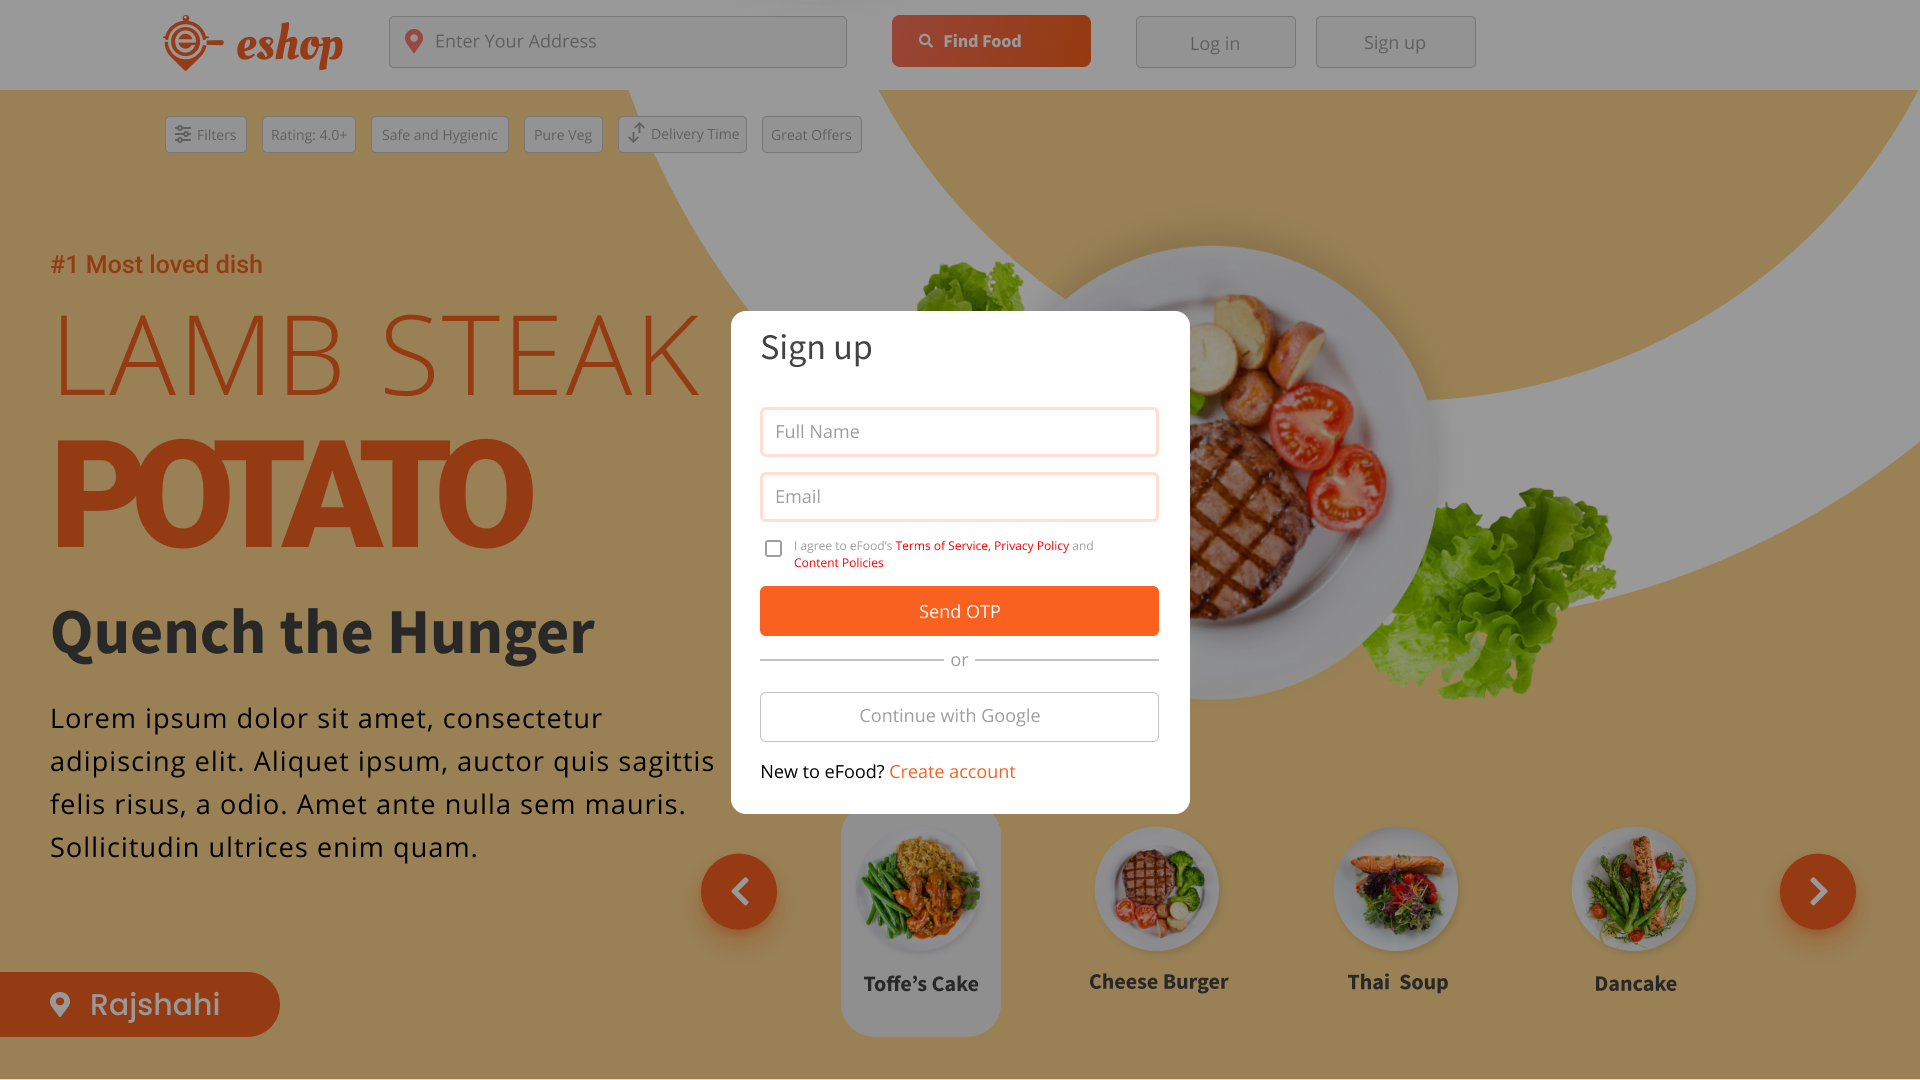 eshop
Enter Your Address
Find Food
Log in
Sign up
Filters
Rating: 4.0+
Safe and Hygienic
Pure Veg
Delivery Time
Great Offers
#1 Most loved dish
LAMB STEAK
POTATO
Quench the Hunger
Lorem ipsum dolor sit amet, consectetur
adipiscing elit. Aliquet ipsum, auctor quis sagittis
felis risus, a odio. Amet ante nulla sem mauris.
Sollicitudin ultrices enim quam.
Rajshahi
Sign up
Full Name
Email
I agree to eFood's Terms of Service, Privacy Policy and
Content Policies
Send OTP
or
Continue with Google
New to eFood? Create account
Toffe's Cake
Cheese Burger
Thai Soup
Dancake